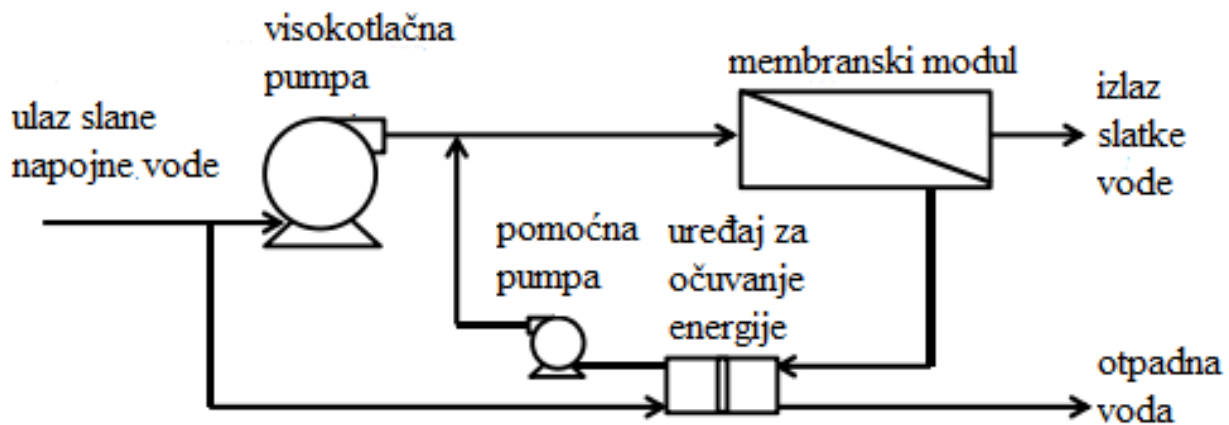 visokotlačna
pumpa
membranski modul
izlaz
slatke
vode
ulaz slane
napojne vode
pomoćna
pumpa
uređaj za
očuvanje
energije
otpadna
voda